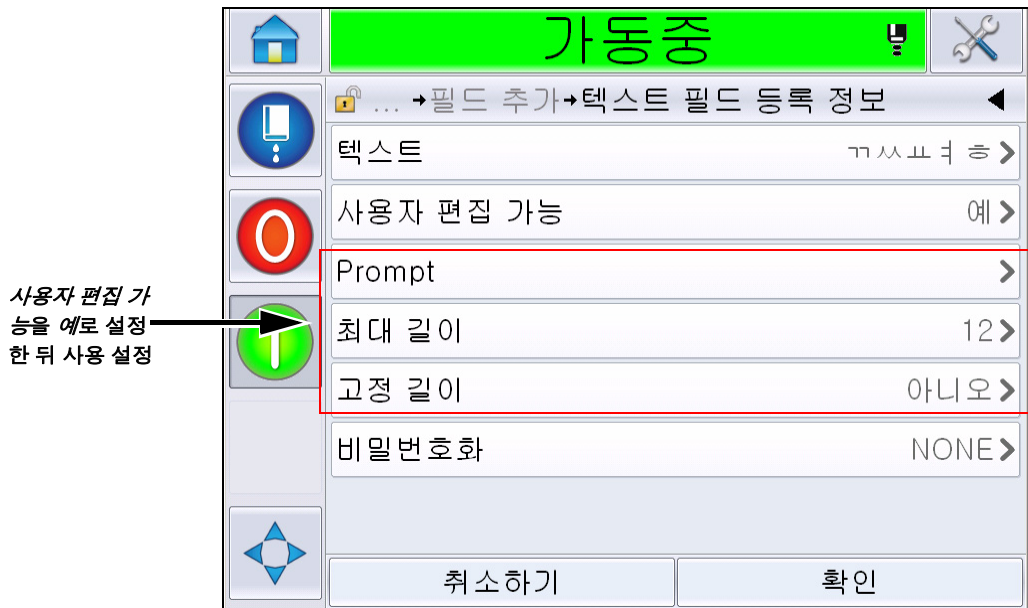 가동중
... →필드 추가→텍스트 필드 등록 정보
텍스트 ㄲㅆㅛㅕㅎ
사용자 편집 가능 예
Prompt
최대 길이 12
고정 길이 아니오
비밀번호화 NONE
취소하기 확인
사용자 편집 가
능을 예로 설정
한 뒤 사용 설정